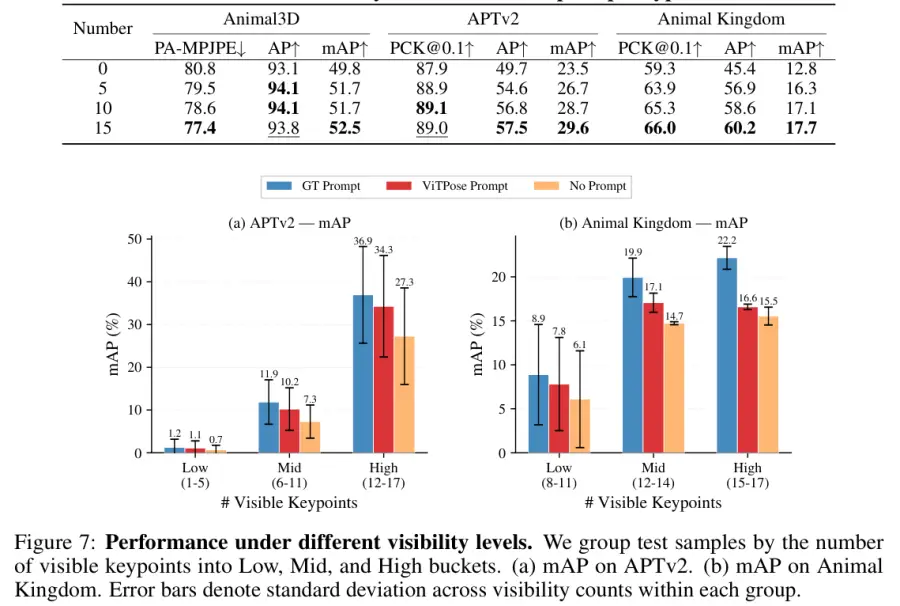 Number Animal3D APTv2 Animal Kingdom
PA-MPJPE↓ AP↑ mAP↑ PCK@0.1↑ AP↑ mAP↑ PCK@0.1↑ AP↑ mAP↑
0 80.8 93.1 49.8 87.9 49.7 23.5 59.3 45.4 12.8
5 79.5 94.1 51.7 88.9 54.6 26.7 63.9 56.9 16.3
10 78.6 94.1 51.7 89.1 56.8 28.7 65.3 58.6 17.1
15 77.4 93.8 52.5 89.0 57.5 29.6 66.0 60.2 17.7
GT Prompt ViTPose Prompt No Prompt
(a) APTv2 — mAP
mAP (%)
50
40
30
20
10
0
1.2 1.1 0.7
11.9 10.2 7.3
36.9 34.3 27.3
Low Mid High
(1-5) (6-11) (12-17)
# Visible Keypoints
(b) Animal Kingdom — mAP
mAP (%)
20
15
10
5
0
8.9 7.8 6.1
19.9 17.1 14.7
22.2 16.6 15.5
Low Mid High
(8-11) (12-14) (15-17)
# Visible Keypoints
Figure 7: Performance under different visibility levels. We group test samples by the number
of visible keypoints into Low, Mid, and High buckets. (a) mAP on APTv2. (b) mAP on Animal
Kingdom. Error bars denote standard deviation across visibility counts within each group.